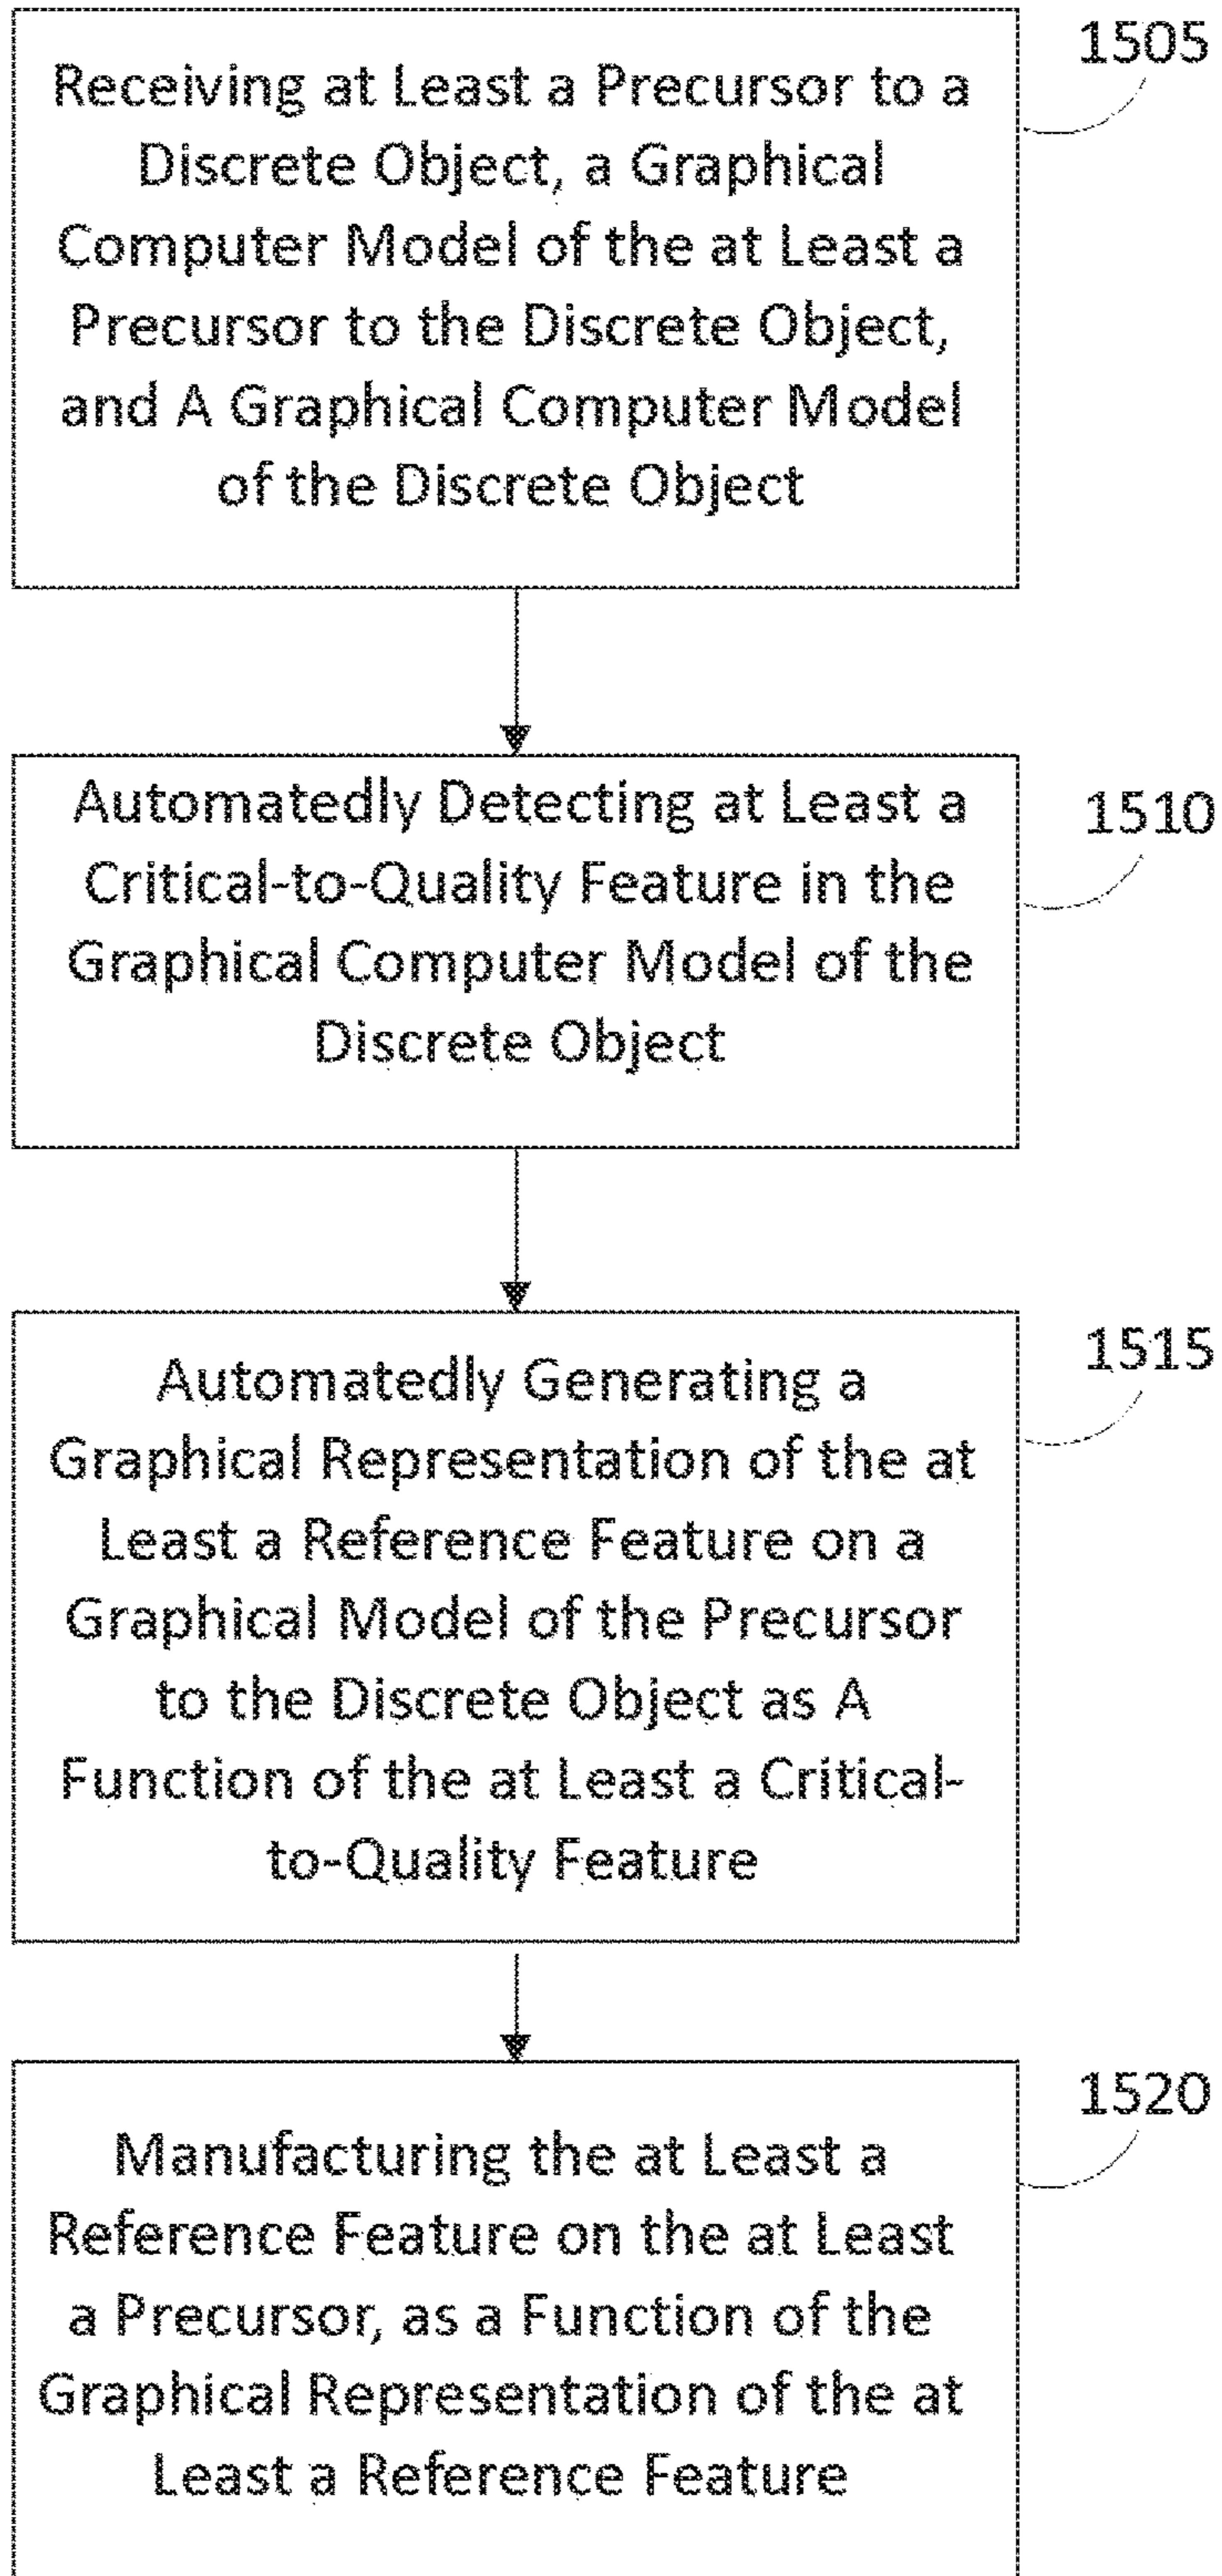 Receiving at Least a Precursor to a
Discrete Object, a Graphical
Computer Model of the at Least a
Precursor to the Discrete Object,
and A Graphical Computer Model
of the Discrete Object
1505
Automatedly Detecting at Least a
Critical-to-Quality Feature in the
Graphical Computer Model of the
Discrete Object
1510
Automatedly Generating a
Graphical Representation of the at
Least a Reference Feature on a
Graphical Model of the Precursor
to the Discrete Object as A
Function of the at Least a Critical-
to-Quality Feature
1515
Manufacturing the at Least a
Reference Feature on the at Least
a Precursor, as a Function of the
Graphical Representation of the at
Least a Reference Feature
1520